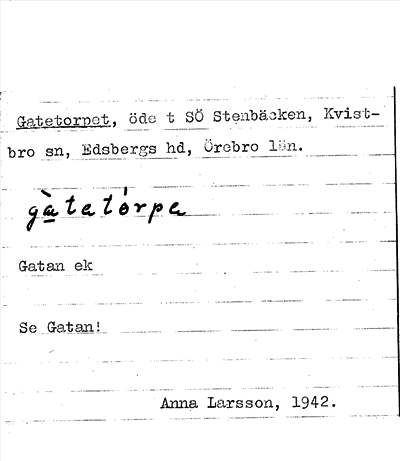 Gatetorpet, öde t SÖ Stenbäcken, Kvist-
bro sn, Edsbergs hd, Örebro län.
gàtetórpe
Gatan ek
Se Gatan!
Anna Larsson, 1942.